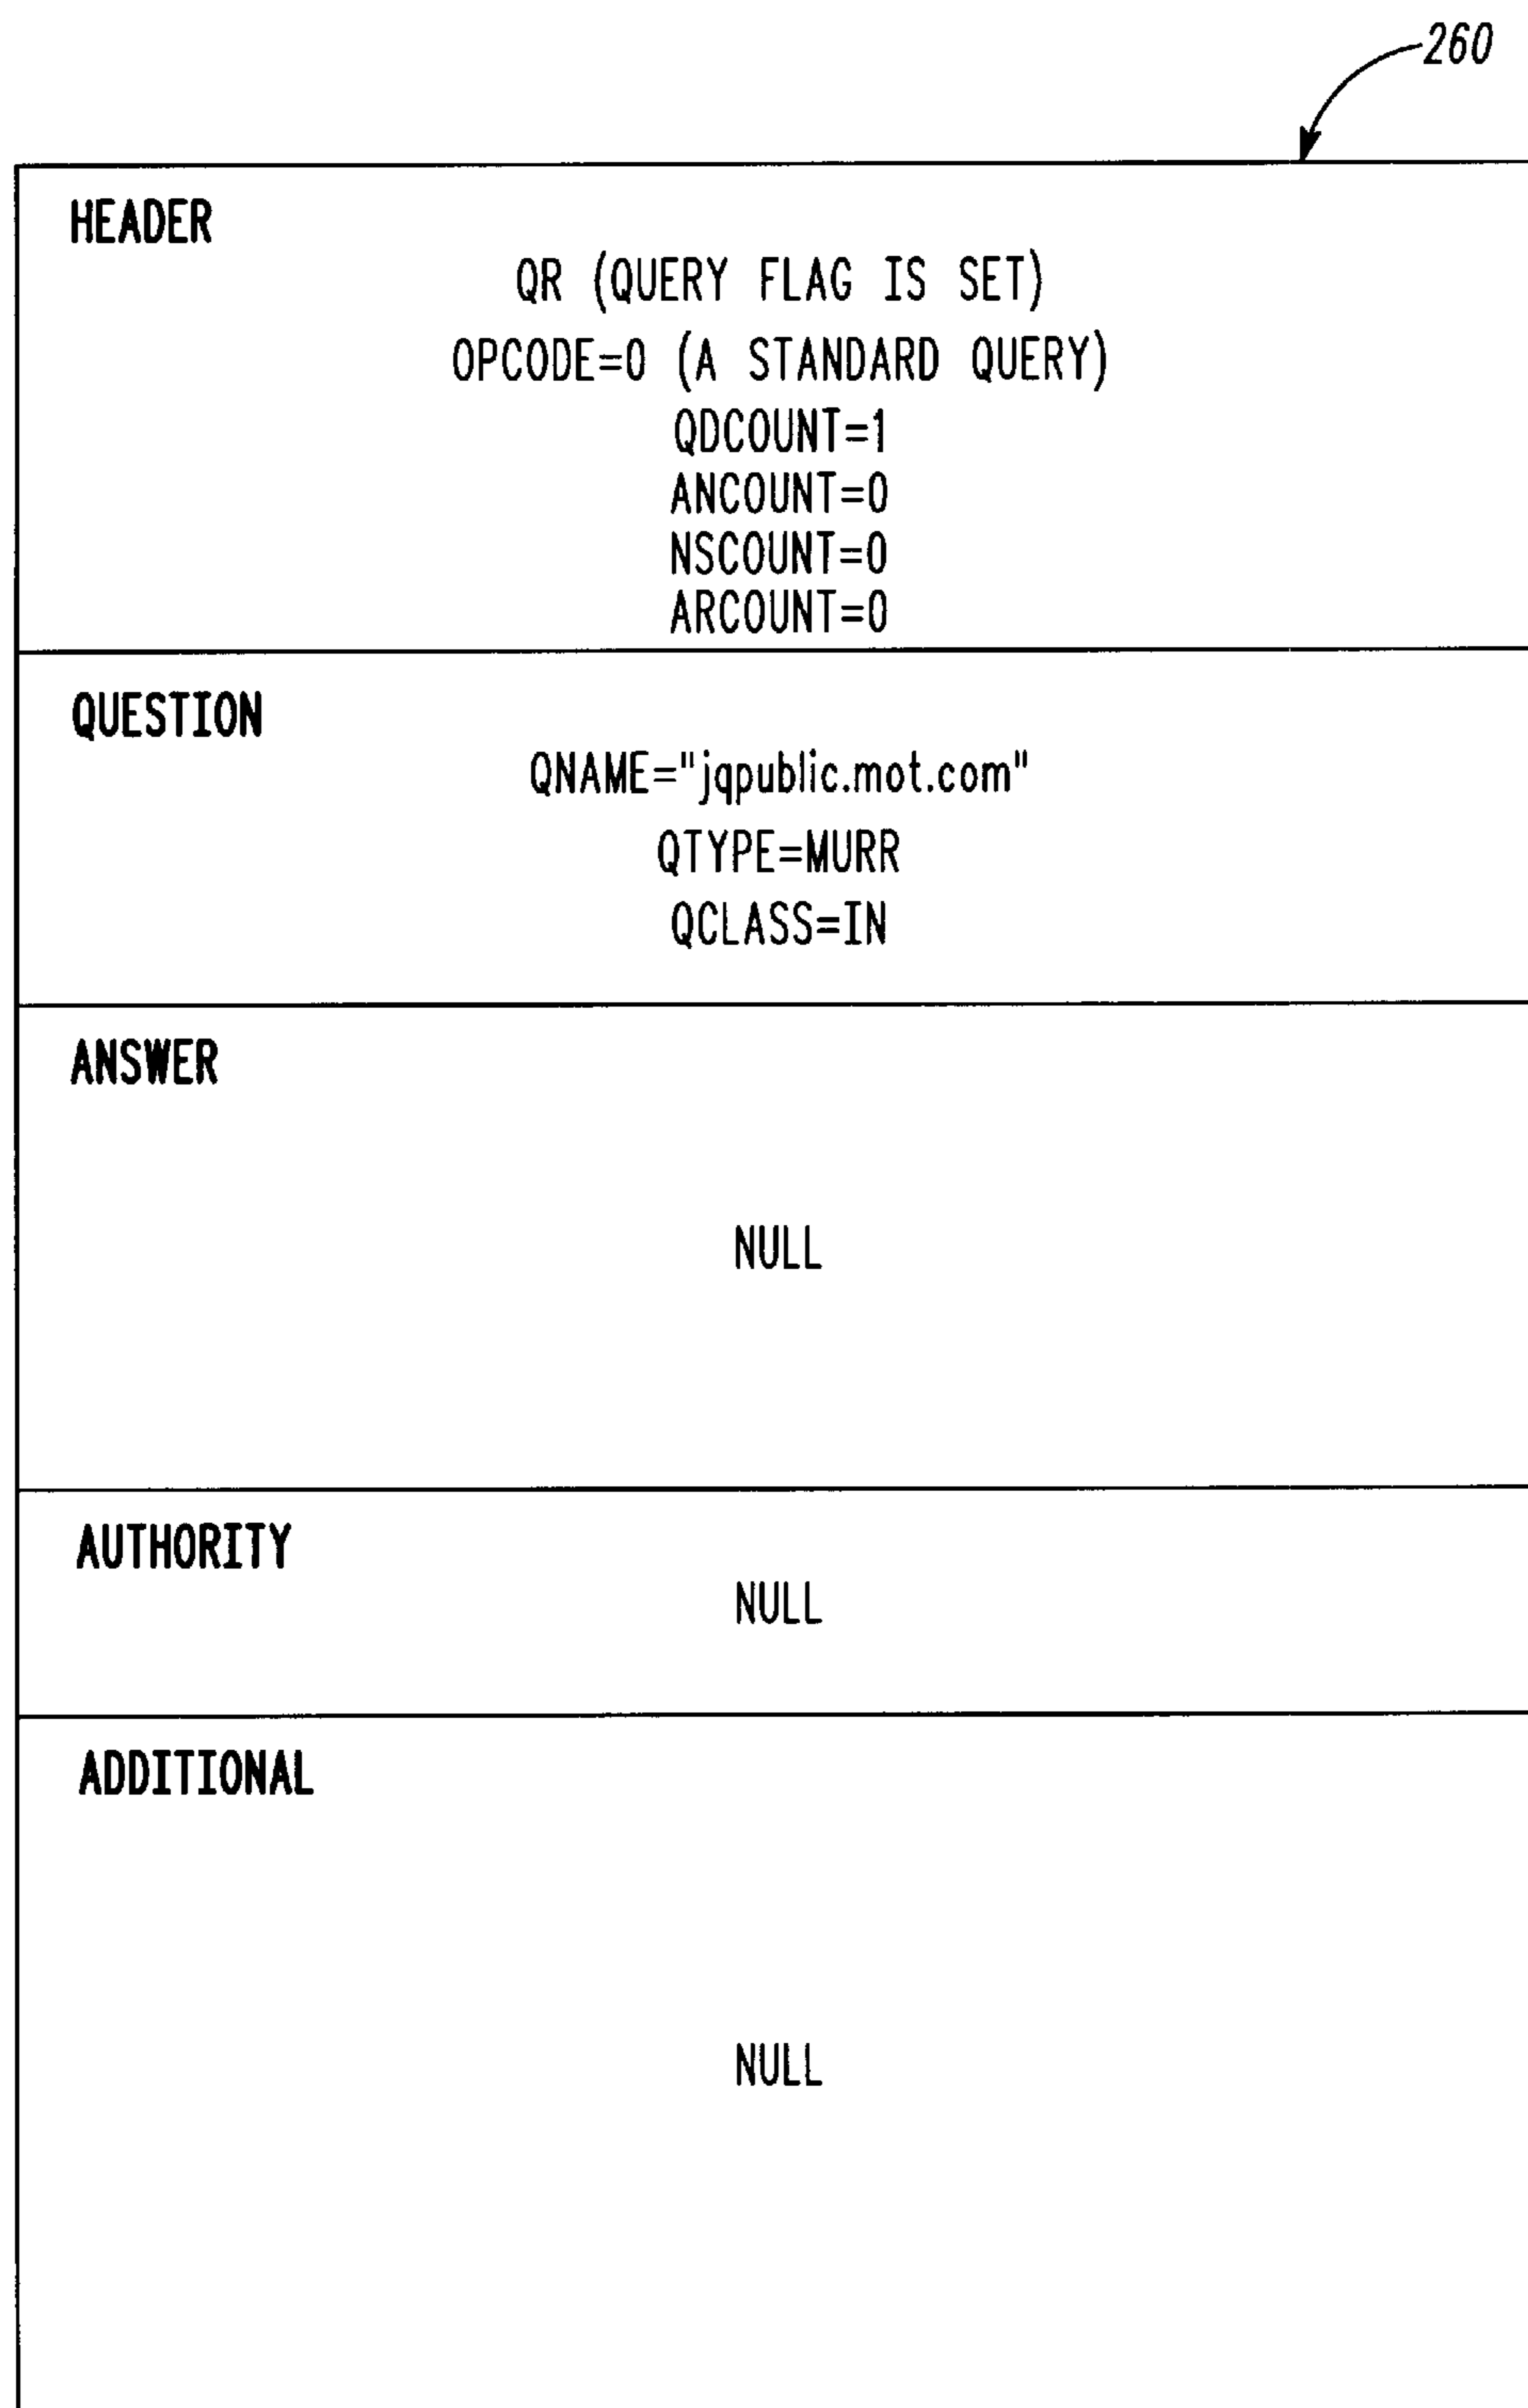 260
HEADER
QR (QUERY FLAG IS SET)
OPCODE=0 (A STANDARD QUERY)
QDCOUNT=1
ANCOUNT=0
NSCOUNT=0
ARCOUNT=0
QUESTION
QNAME="jqpublic.mot.com"
QTYPE=MURR
QCLASS=IN
ANSWER
NULL
AUTHORITY
NULL
ADDITIONAL
NULL